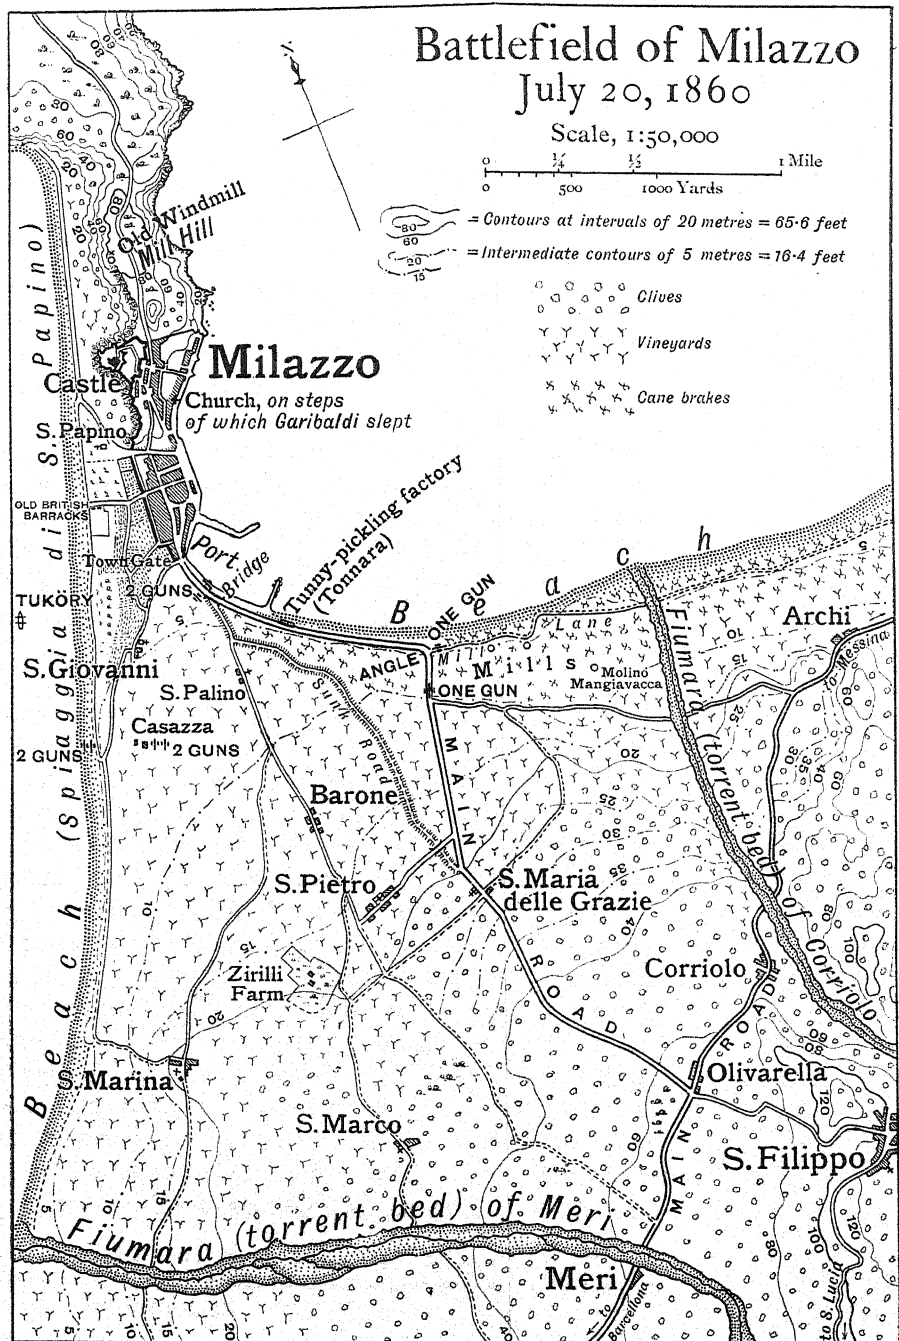 Battlefield of Milazzo
July 20, 1860
Scale, 1:50,000
0 ¼ ½ 1 Mile
0 500 1000 Yards
80
60
= Contours at intervals of 20 metres = 65·6 feet
20
15
= Intermediate contours of 5 metres = 16·4 feet
Clives
Vineyards
Cane brakes
Old Windmill
Mill Hill
Milazzo
Castle
Church, on steps
of which Garibaldi slept
S. Papino
OLD BRITISH
BARRACKS
Town Gate
Port
Bridge
Tunny-pickling factory
(Tonnara)
2 GUNS
TUKÖRY
Beach
ONE GUN
ANGLE
Mill Lane
Mills
Molino
Mangiavacca
ONE GUN
Archi
to Messina
S. Giovanni
S. Palino
Casazza
2 GUNS
2 GUNS
Sunk Road
Barone
S. Pietro
S. Maria
delle Grazie
MAIN ROAD
Fiumara (torrent bed) of Corriolo
Corriolo
Zirilli
Farm
S. Marina
S. Marco
Olivarella
S. Filippo
MAIN ROAD
Beach (Spiaggia di S. Papino)
Fiumara (torrent bed) of Meri
Meri
to Barcellona
to S. Lucia